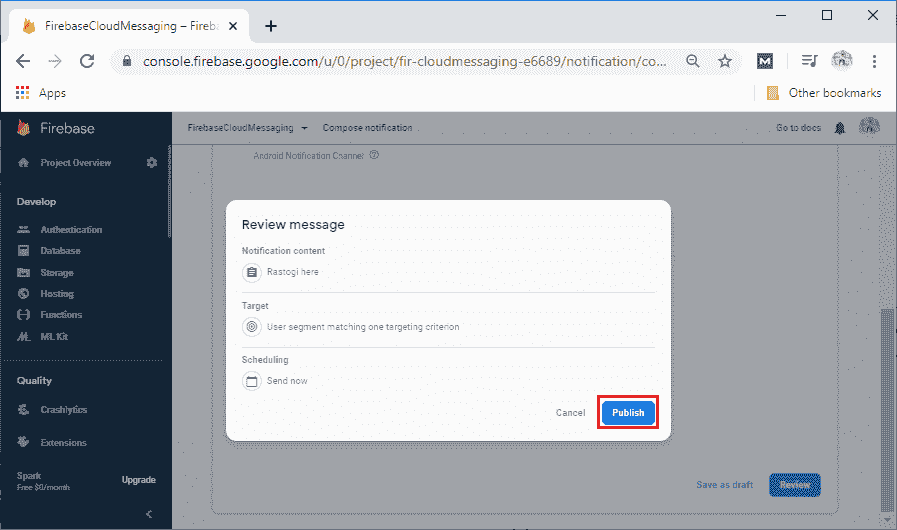 FirebaseCloudMessaging – Fireba
console.firebase.google.com/u/0/project/fir-cloudmessaging-e6689/notification/co...
Apps
Other bookmarks
Firebase
FirebaseCloudMessaging
Compose notification
Go to docs
Project Overview
Android Notification Channel
Develop
Authentication
Database
Storage
Hosting
Functions
ML Kit
Quality
Crashlytics
Extensions
Spark
Free $0/month
Upgrade
Review message
Notification content
Rastogi here
Target
User segment matching one targeting criterion
Scheduling
Send now
Cancel
Publish
Save as draft
Review